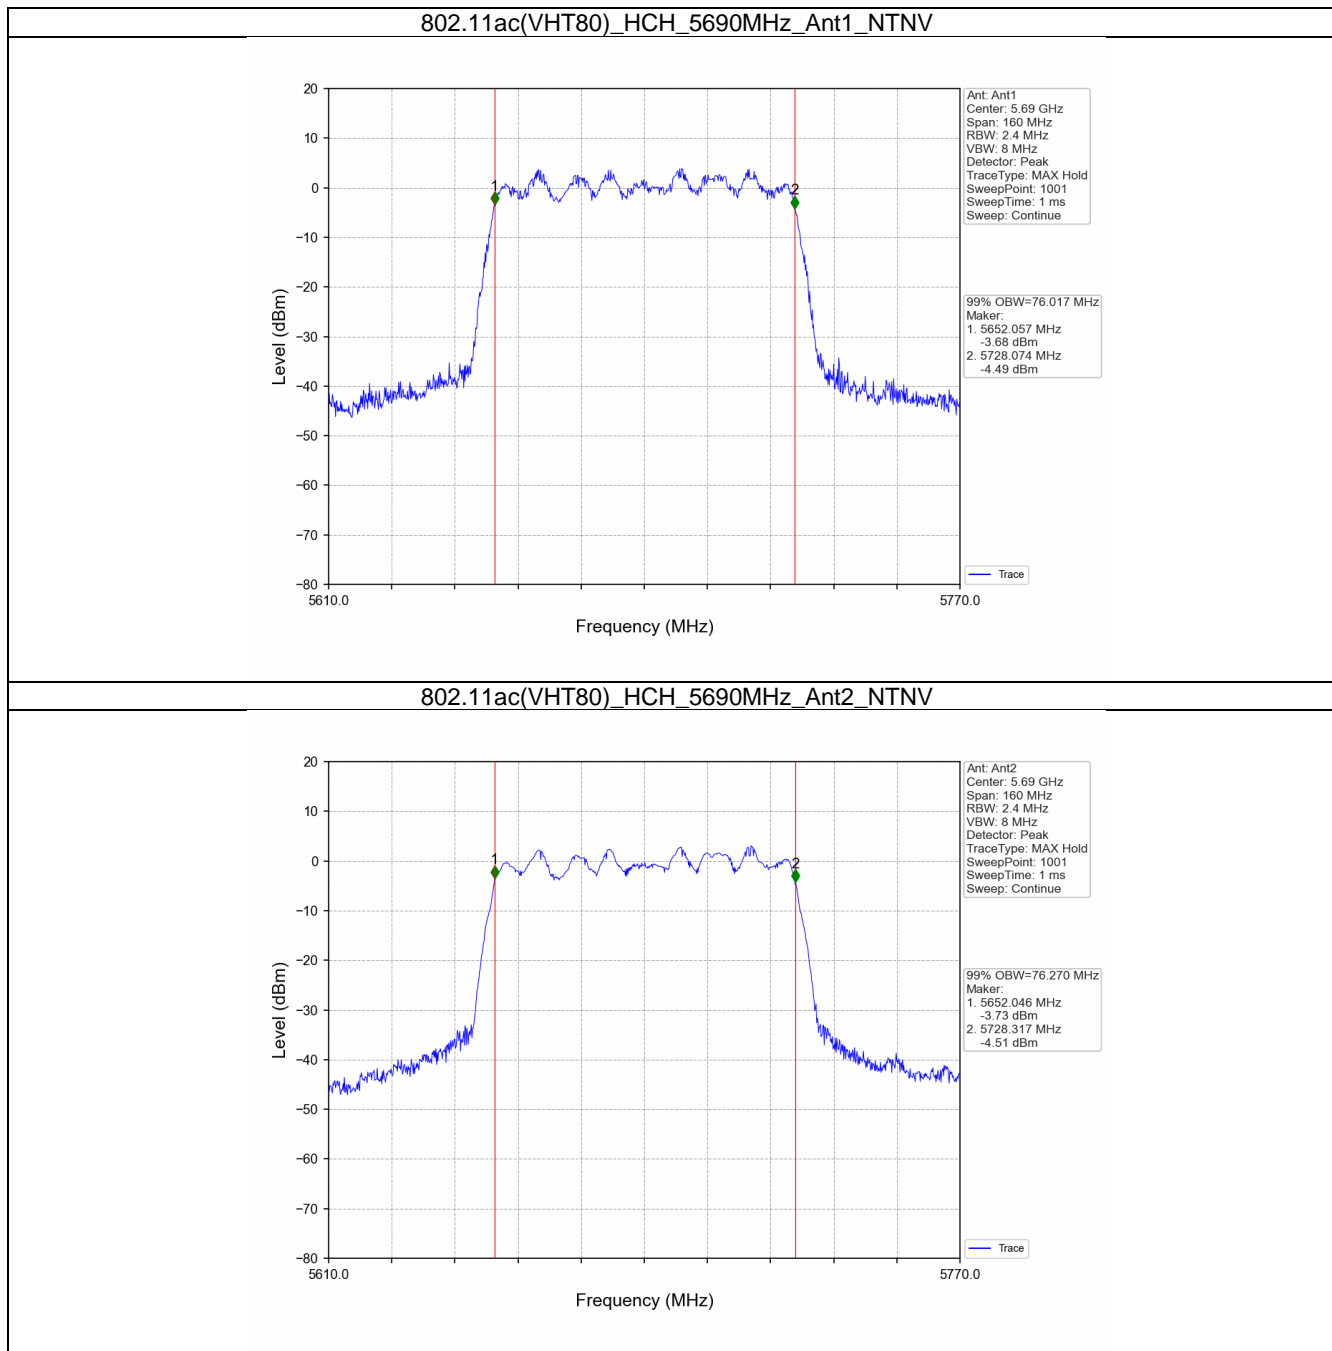 802.11ac(VHT80)_HCH_5690MHz_Ant1_NTNV
20
10
0
−10
−20
−30
−40
−50
−60
−70
−80
Level (dBm)
5610.0
5770.0
Frequency (MHz)
1
2
Ant: Ant1
Center: 5.69 GHz
Span: 160 MHz
RBW: 2.4 MHz
VBW: 8 MHz
Detector: Peak
TraceType: MAX Hold
SweepPoint: 1001
SweepTime: 1 ms
Sweep: Continue
99% OBW=76.017 MHz
Maker:
1. 5652.057 MHz
-3.68 dBm
2. 5728.074 MHz
-4.49 dBm
Trace
802.11ac(VHT80)_HCH_5690MHz_Ant2_NTNV
20
10
0
−10
−20
−30
−40
−50
−60
−70
−80
Level (dBm)
5610.0
5770.0
Frequency (MHz)
1
2
Ant: Ant2
Center: 5.69 GHz
Span: 160 MHz
RBW: 2.4 MHz
VBW: 8 MHz
Detector: Peak
TraceType: MAX Hold
SweepPoint: 1001
SweepTime: 1 ms
Sweep: Continue
99% OBW=76.270 MHz
Maker:
1. 5652.046 MHz
-3.73 dBm
2. 5728.317 MHz
-4.51 dBm
Trace